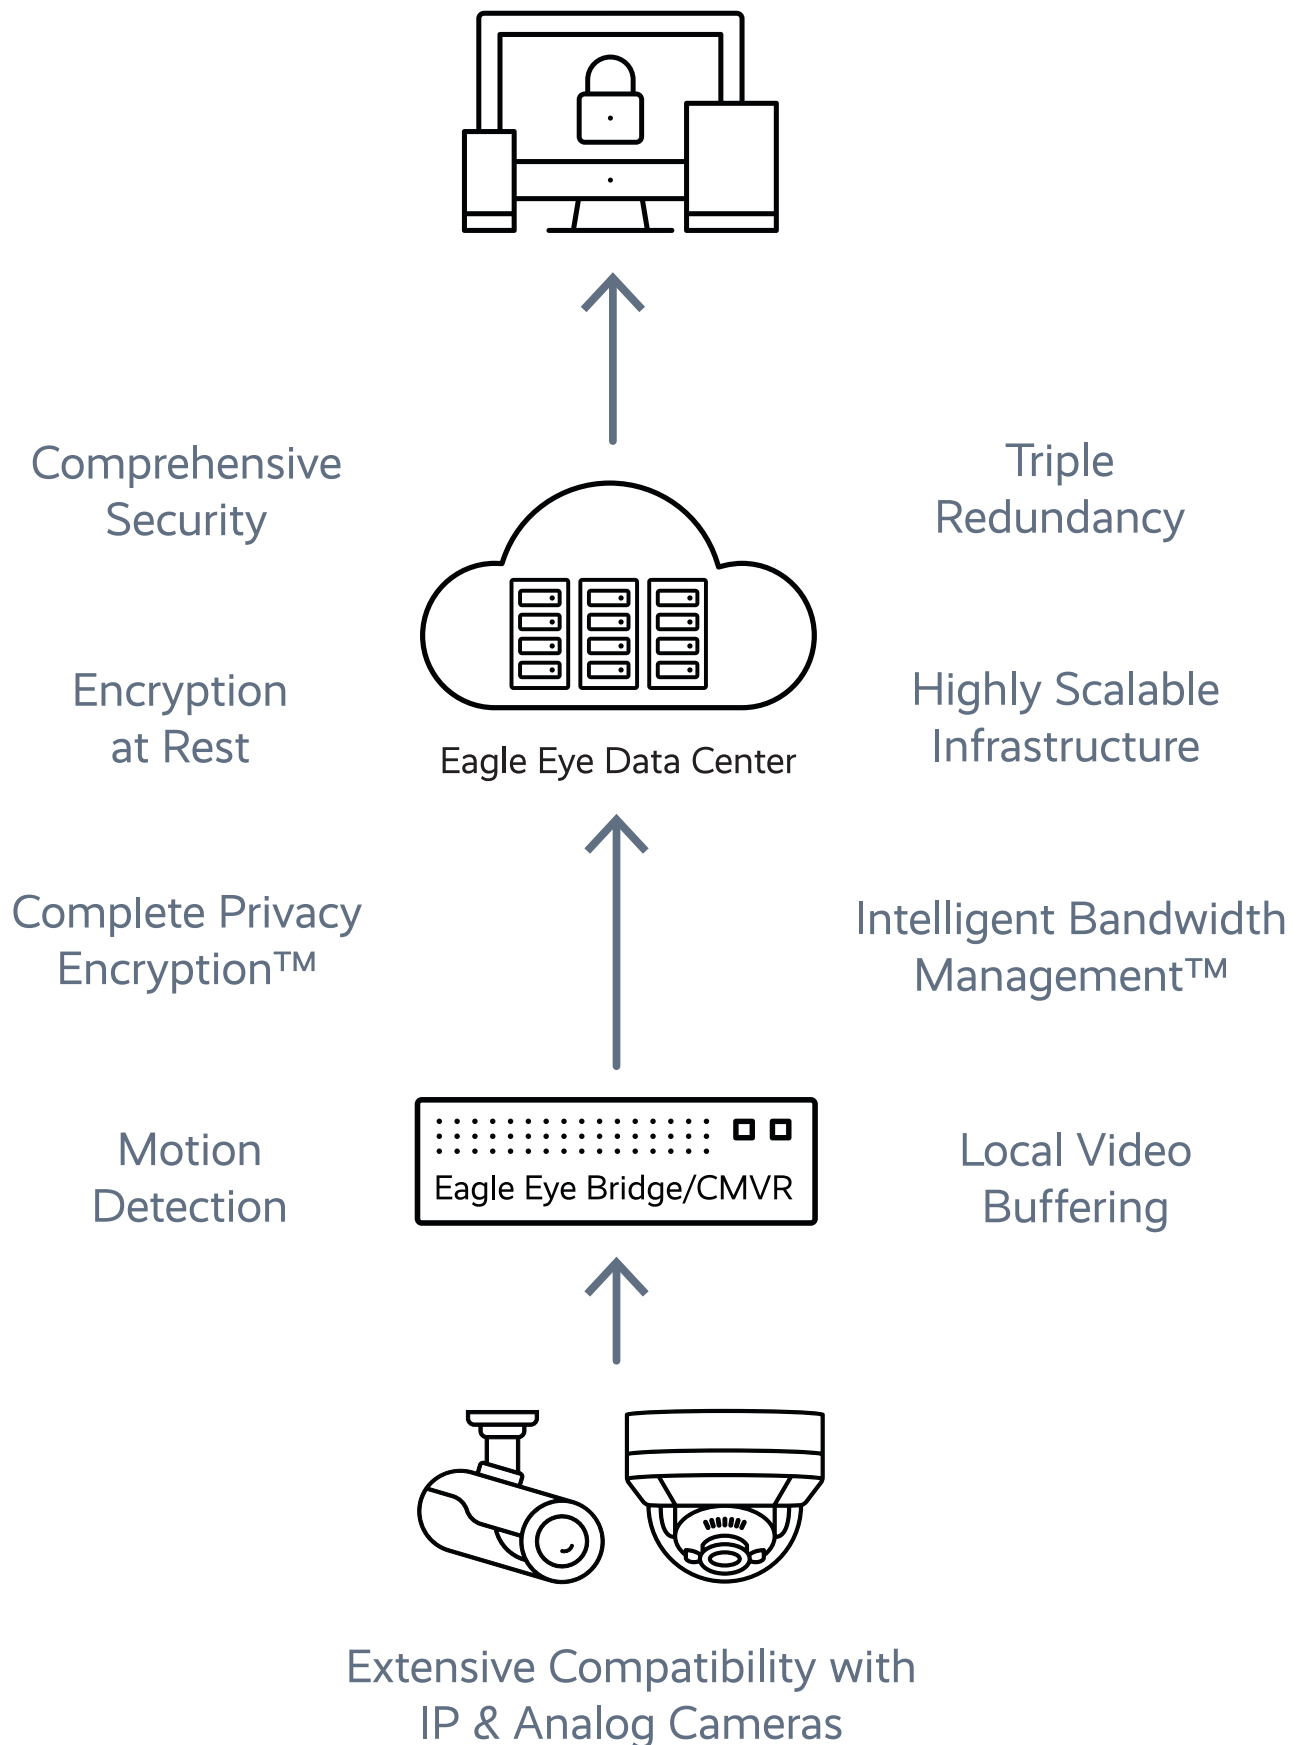 Comprehensive
Security
Triple
Redundancy
Encryption
at Rest
Highly Scalable
Infrastructure
Eagle Eye Data Center
Complete Privacy
Encryption™
Intelligent Bandwidth
Management™
Motion
Detection
Eagle Eye Bridge/CMVR
Local Video
Buffering
Extensive Compatibility with
IP & Analog Cameras